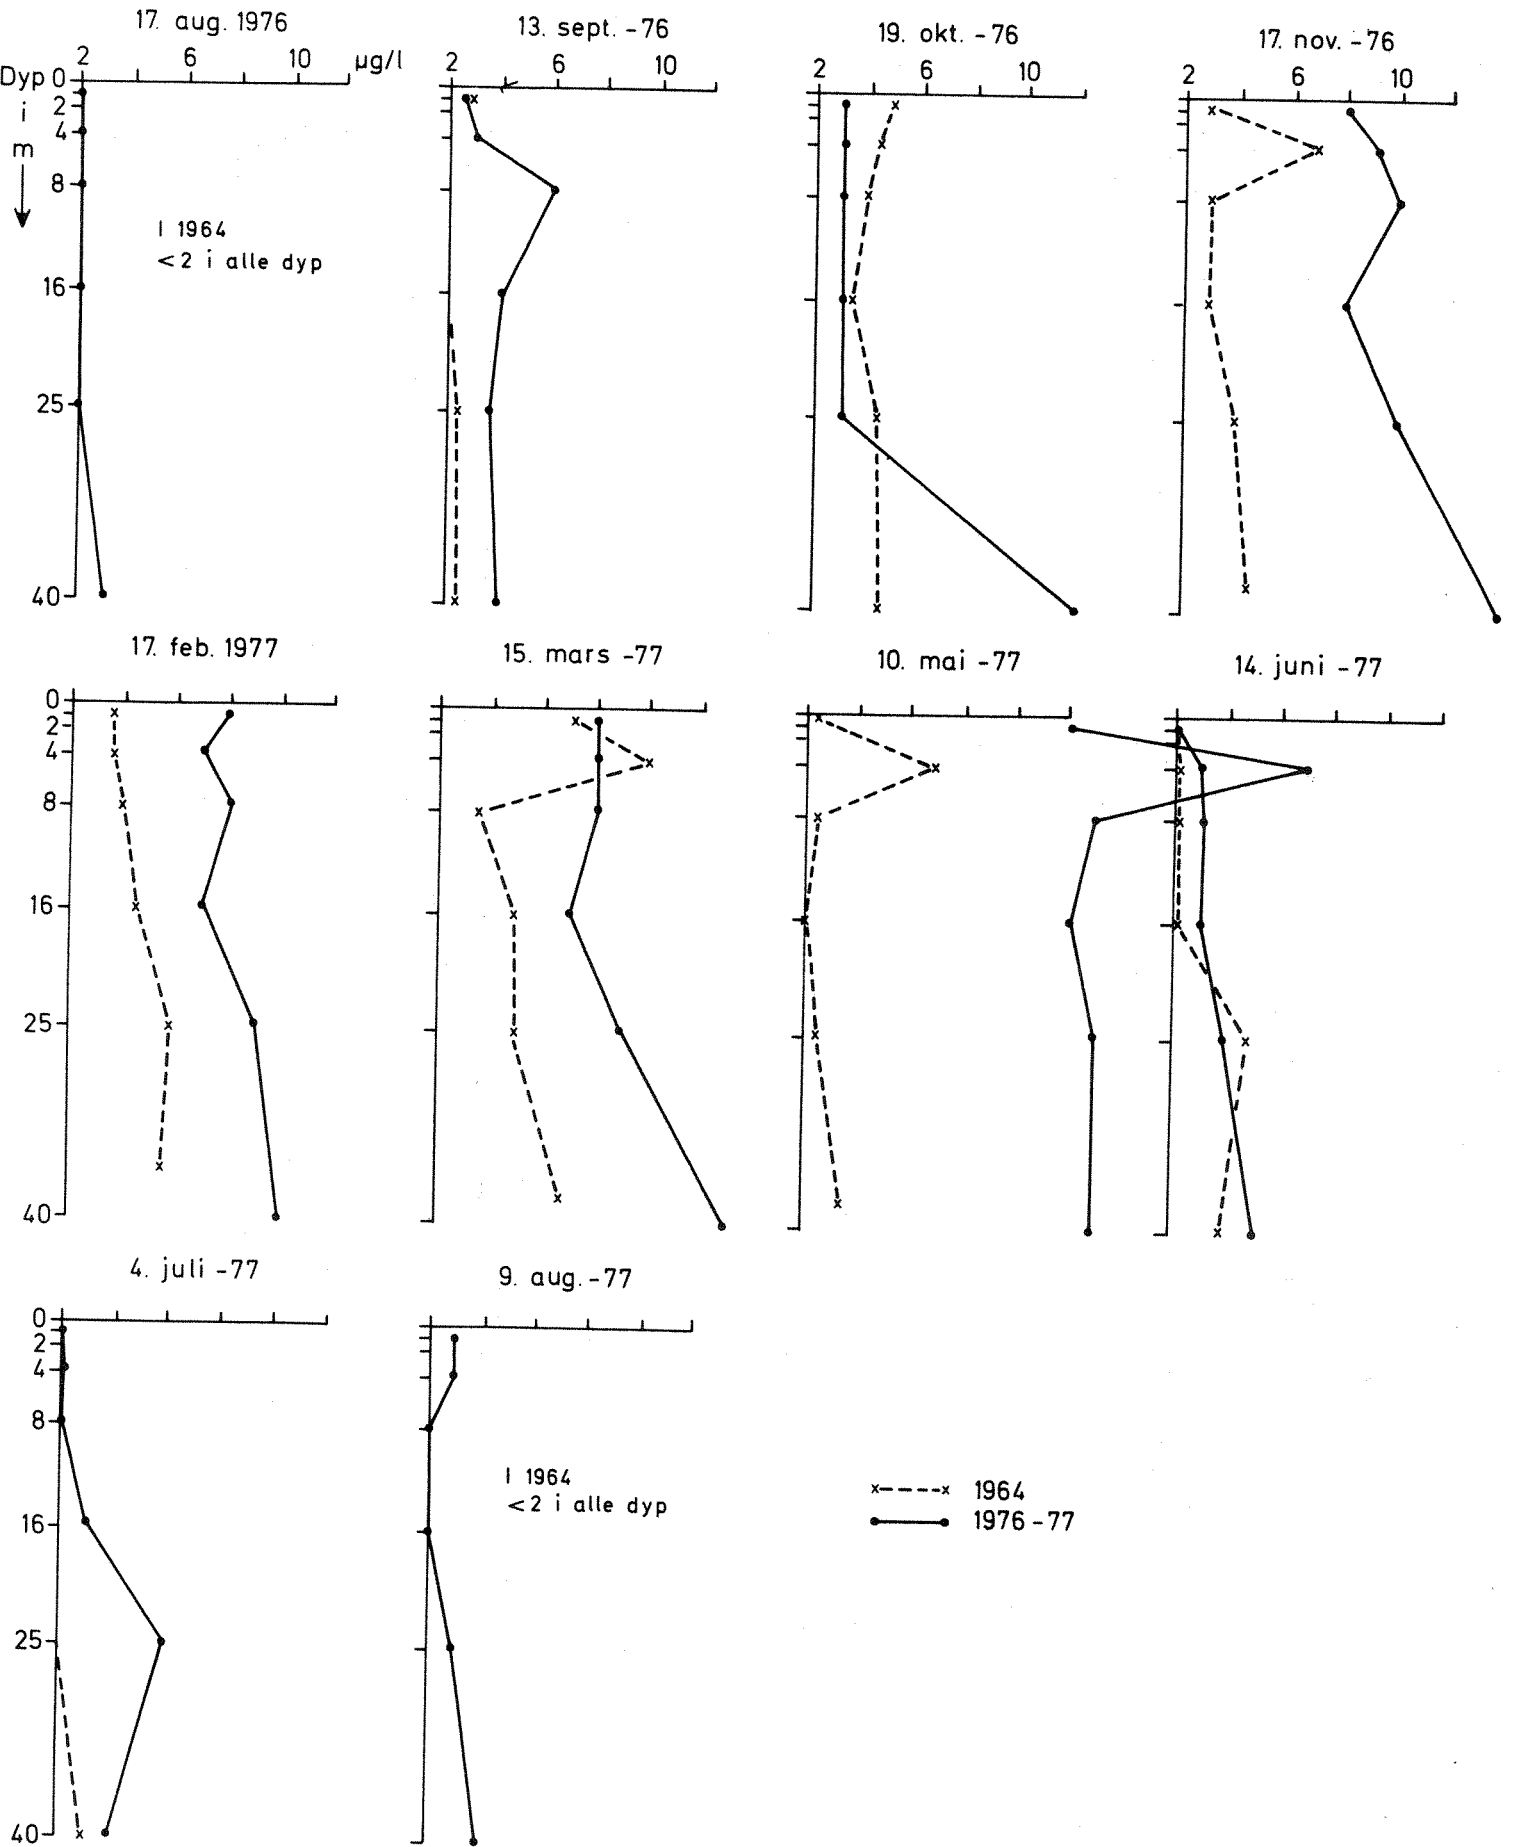 17. aug. 1976
2 6 10 µg/l
Dyp 0
i 2
4
m
8
16
25
40
I 1964
<2 i alle dyp
13. sept. -76
2 6 10
19. okt. -76
2 6 10
17. nov. -76
2 6 10
17. feb. 1977
0
2
4
8
16
25
40
15. mars -77
10. mai -77
14. juni -77
4. juli -77
0
2
4
8
16
25
40
9. aug. -77
I 1964
<2 i alle dyp
x-----x 1964
1976-77